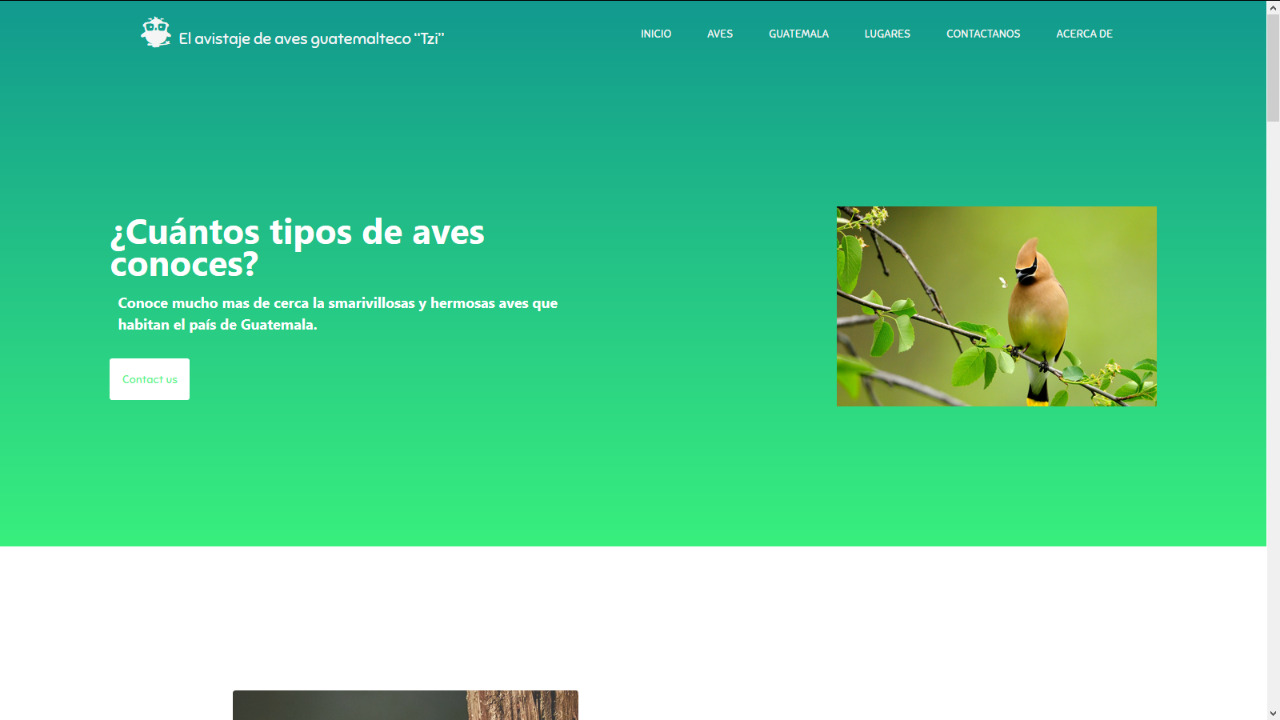 El avistaje de aves guatemalteco "Tzi"
INICIO
AVES
GUATEMALA
LUGARES
CONTACTANOS
ACERCA DE
¿Cuántos tipos de aves
conoces?
Conoce mucho mas de cerca la smarivillosas y hermosas aves que
habitan el país de Guatemala.
Contact us